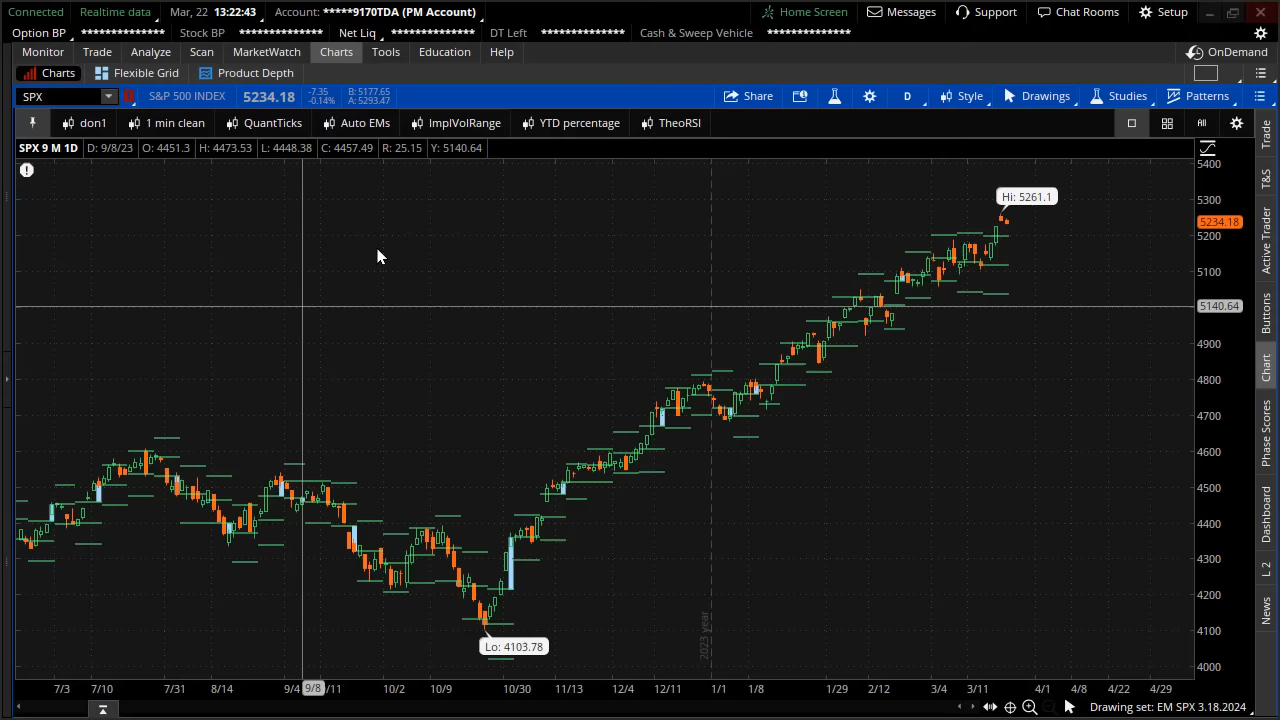 Connected Realtime data Mar, 22 13:22:43 Account: *****9170TDA (PM Account) Home Screen Messages Support Chat Rooms Setup
Option BP ************** Stock BP ************** Net Liq ************** DT Left ************** Cash & Sweep Vehicle **************
Monitor Trade Analyze Scan MarketWatch Charts Tools Education Help OnDemand
Charts Flexible Grid Product Depth
SPX S&P 500 INDEX 5234.18 -7.35 -0.14% B: 5177.65 A: 5293.47 Share D Style Drawings Studies Patterns
don1 1 min clean QuantTicks Auto EMs ImplVolRange YTD percentage TheoRSI All
SPX 9 M 1D D: 9/8/23 O: 4451.3 H: 4473.53 L: 4448.38 C: 4457.49 R: 25.15 Y: 5140.64
5400
Hi: 5261.1
5300
5234.18
5200
5100
5140.64
4900
4800
4700
4600
4500
4400
4300
4200
4100
4000
Lo: 4103.78
2023 year
7/3 7/10 7/31 8/14 9/4 9/8 /11 10/2 10/9 10/30 11/13 12/4 12/11 1/1 1/8 1/29 2/12 3/4 3/11 4/1 4/8 4/22 4/29
Drawing set: EM SPX 3.18.2024
Trade
T&S
Active Trader
Buttons
Chart
Phase Scores
Dashboard
L 2
News